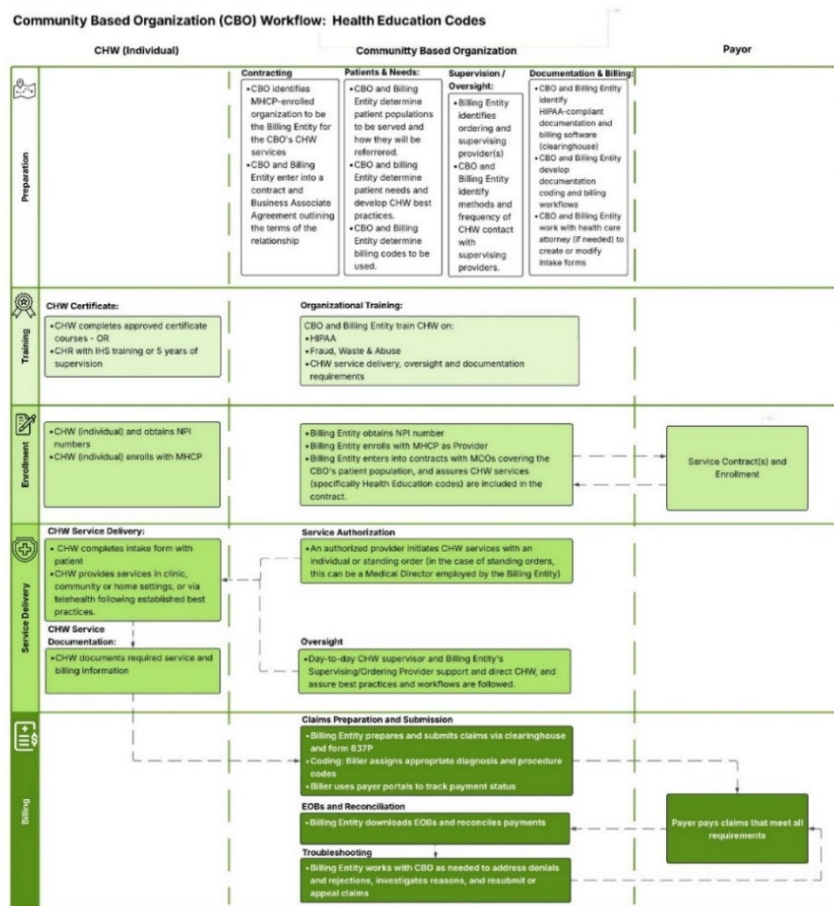 Community Based Organization (CBO) Workflow: Health Education Codes
CHW (Individual)
Community Based Organization
Payor
Preparation
Contracting
•CBO identifies
MHCP-enrolled
organization to be
the Billing Entity for
the CBO's CHW
services
•CBO and Billing
Entity enter into a
contract and
Business Associate
Agreement outlining
the terms of the
relationship
Patients & Needs:
•CBO and Billing
Entity determine
patient populations
to be served and
how they will be
referrered.
•CBO and billing
Entity determine
patient needs and
develop CHW best
practices.
•CBO and Billing
Entity determine
billing codes to be
used.
Supervision /
Oversight:
•Billing Entity
identifies
ordering and
supervising
provider(s)
•CBO and
Billing Entity
identify
methods and
frequency of
CHW contact
with
supervising
providers.
Documentation & Billing:
•CBO and Billing Entity
identify
HIPAA-compliant
documentation and
billing software
(clearinghouse)
•CBO and Billing Entity
develop
documentation
coding and billing
workflows
•CBO and Billing Entity
work with health care
attorney (if needed) to
create or modify
intake forms
Training
CHW Certificate:
•CHW completes approved certificate
courses - OR
•CHR with IHS training or 5 years of
supervision
Organizational Training:
CBO and Billing Entity train CHW on:
•HIPAA
•Fraud, Waste & Abuse
•CHW service delivery, oversight and documentation
requirements
Enrollment
•CHW (individual) and obtains NPI
numbers
•CHW (individual) enrolls with MHCP
•Billing Entity obtains NPI number
•Billing Entity enrolls with MHCP as Provider
•Billing Entity enters into contracts with MCOs covering the
CBO's patient population, and assures CHW services
(specifically Health Education codes) are included in the
contract.
Service Contract(s) and
Enrollment
Service Delivery
CHW Service Delivery:
• CHW completes intake form with
patient
•CHW provides services in clinic,
community or home settings, or via
telehealth following established best
practices.
CHW Service
Documentation:
•CHW documents required service and
billing information
Service Authorization
•An authorized provider initiates CHW services with an
individual or standing order (in the case of standing orders,
this can be a Medical Director employed by the Billing Entity)
Oversight
•Day-to-day CHW supervisor and Billing Entity's
Supervising/Ordering Provider support and direct CHW, and
assure best practices and workflows are followed.
Billing
Claims Preparation and Submission
•Billing Entity prepares and submits claims via clearinghouse
and form 837P
•Coding: Biller assigns appropriate diagnosis and procedure
codes
•Biller uses payer portals to track payment status
EOBs and Reconciliation
•Billing Entity downloads EOBs and reconciles payments
Troubleshooting
•Billing Entity works with CBO as needed to address denials
and rejections, investigates reasons, and resubmit or
appeal claims
Payer pays claims that meet all
requirements